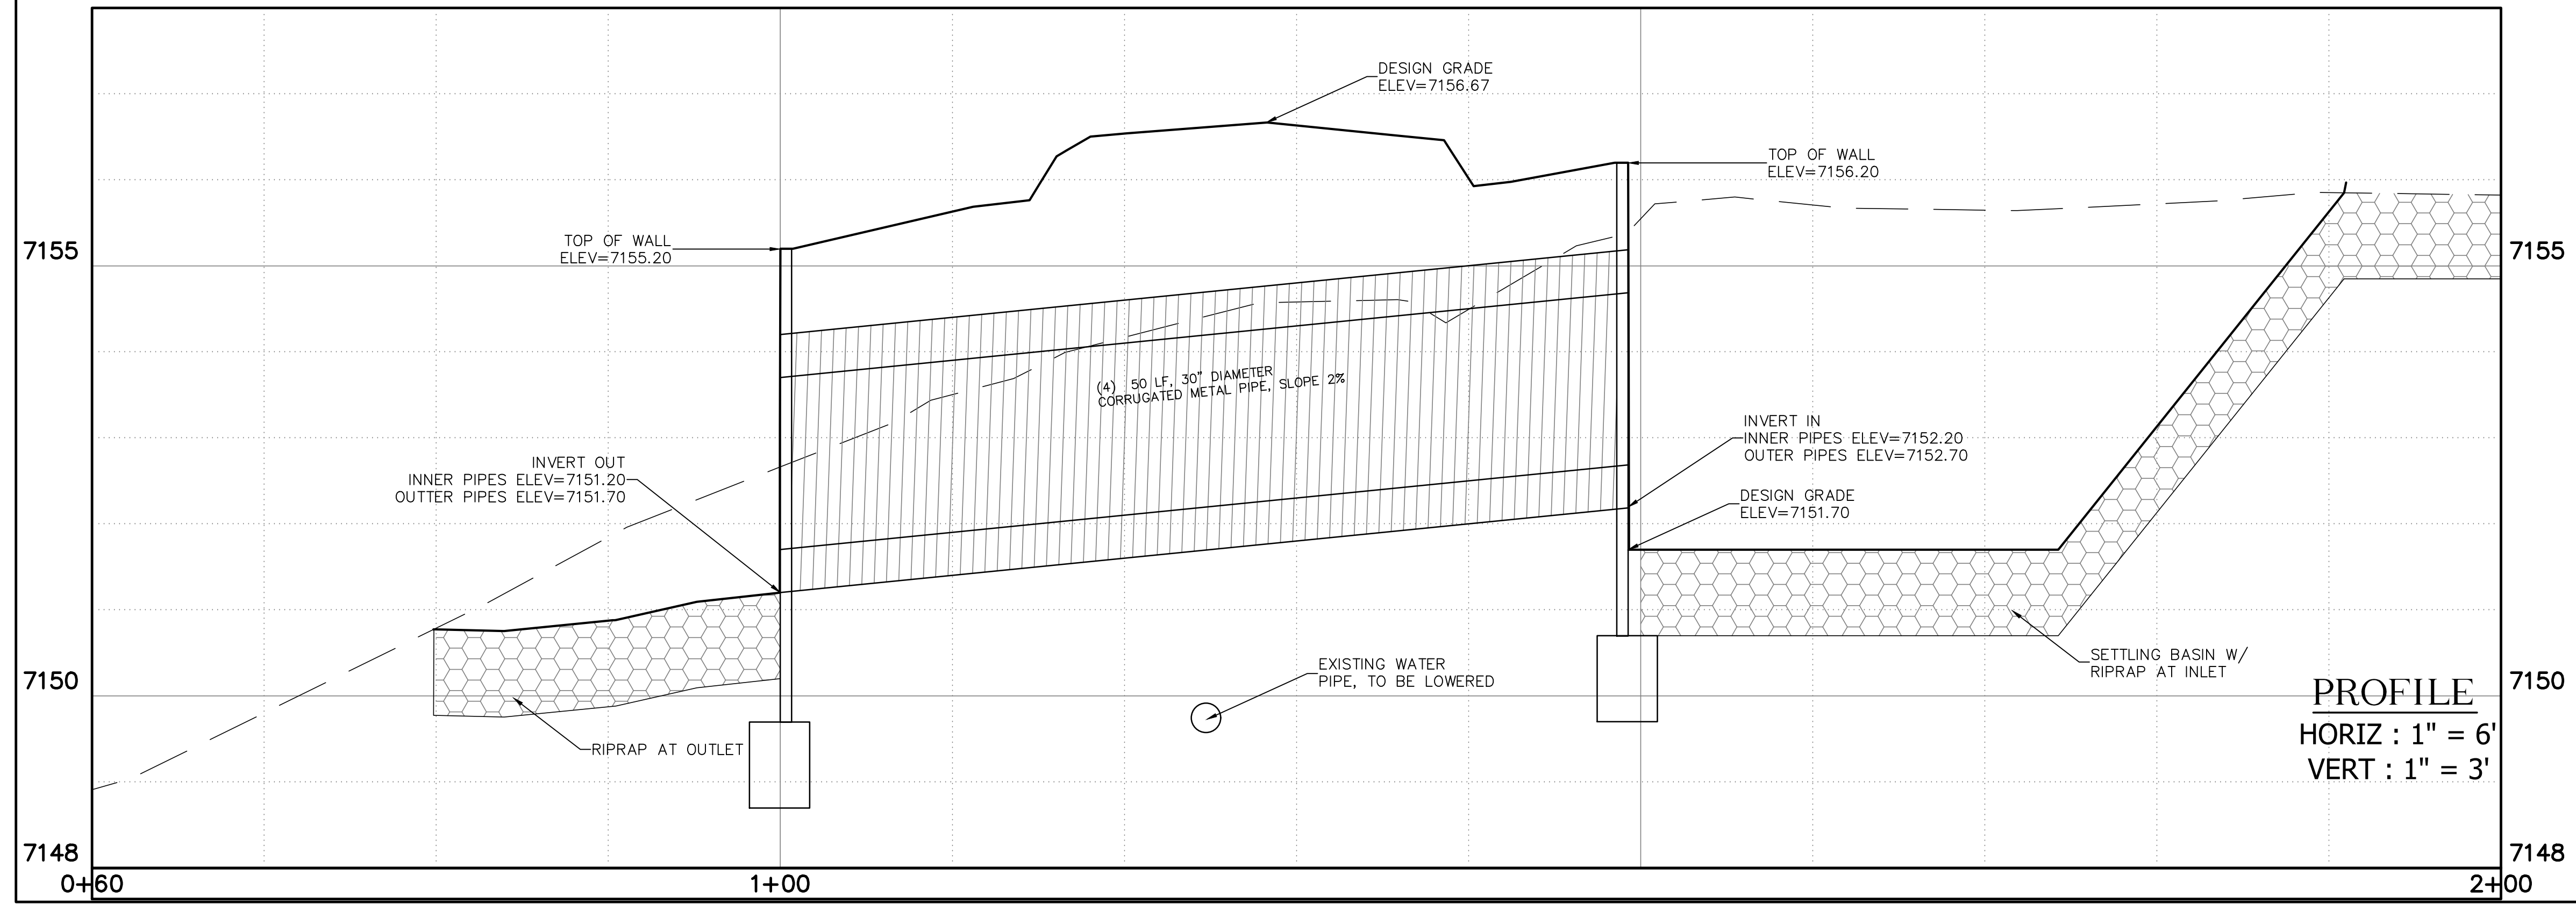 DESIGN GRADE
ELEV=7156.67
TOP OF WALL
ELEV=7156.20
TOP OF WALL
ELEV=7155.20
7155
7155
(4) 50 LF, 30" DIAMETER
CORRUGATED METAL PIPE, SLOPE 2%
INVERT IN
INNER PIPES ELEV=7152.20
OUTER PIPES ELEV=7152.70
INVERT OUT
INNER PIPES ELEV=7151.20
OUTTER PIPES ELEV=7151.70
DESIGN GRADE
ELEV=7151.70
EXISTING WATER
PIPE, TO BE LOWERED
SETTLING BASIN W/
RIPRAP AT INLET
7150
7150
RIPRAP AT OUTLET
PROFILE
HORIZ : 1" = 6'
VERT : 1" = 3'
7148
7148
0+60
1+00
2+00